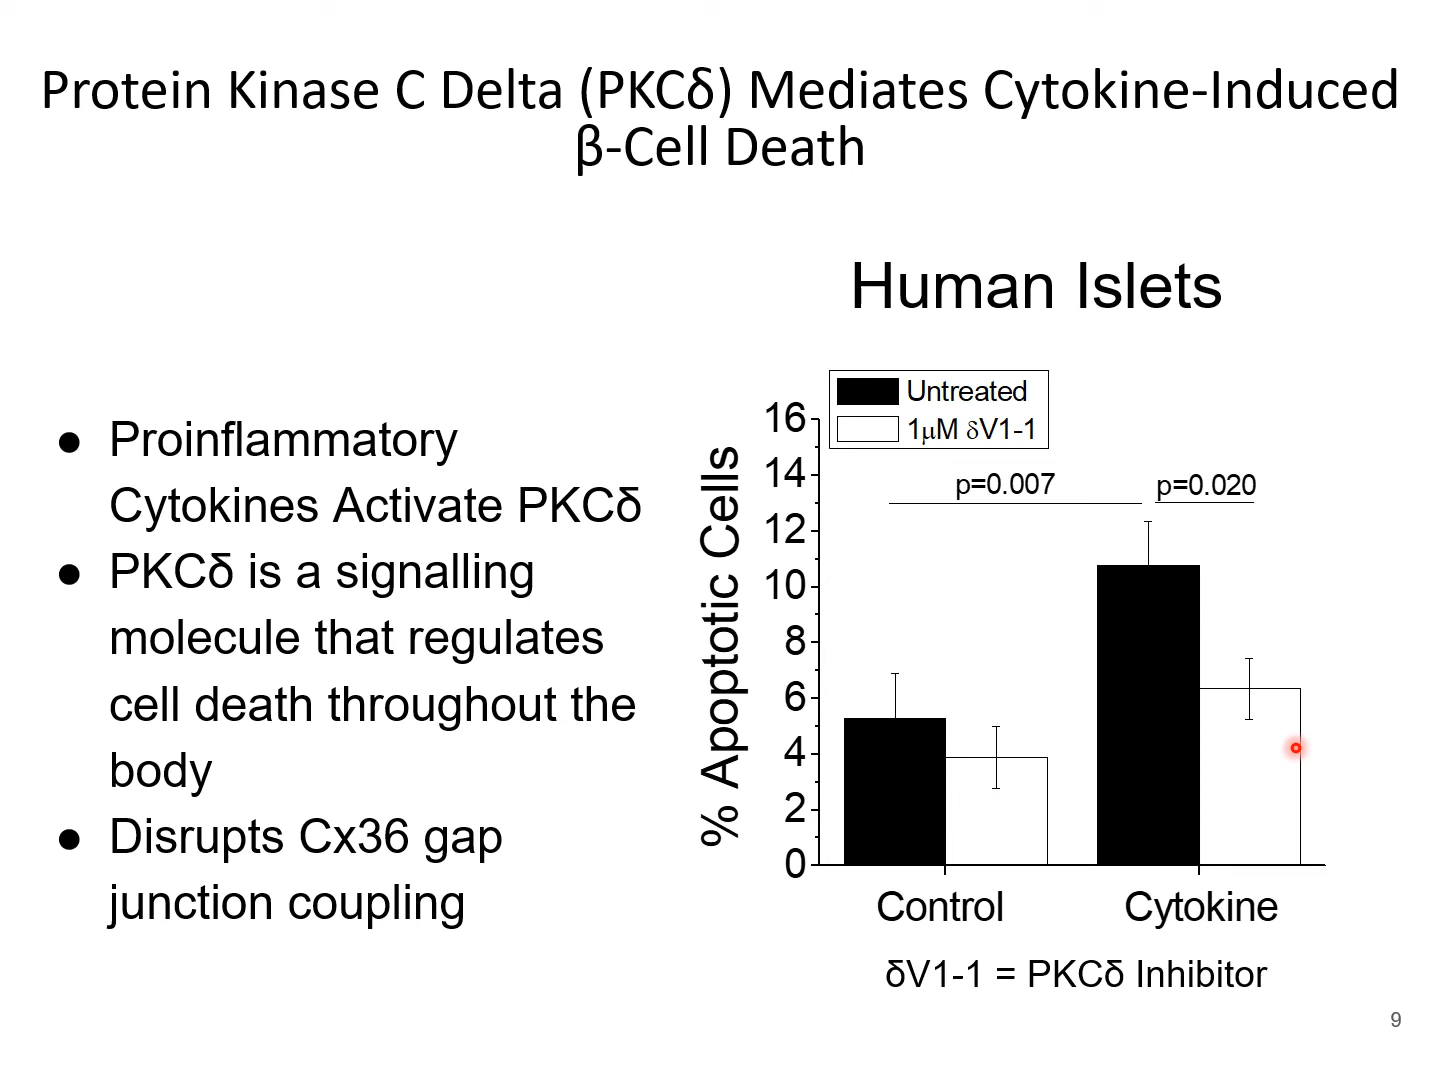 Protein Kinase C Delta (PKCδ) Mediates Cytokine-Induced
β-Cell Death
Human Islets
● Proinflammatory
Cytokines Activate PKCδ
● PKCδ is a signalling
molecule that regulates
cell death throughout the
body
● Disrupts Cx36 gap
junction coupling
Untreated
1μM δV1-1
% Apoptotic Cells
16
14
12
10
8
6
4
2
0
p=0.007
p=0.020
Control
Cytokine
δV1-1 = PKCδ Inhibitor
9